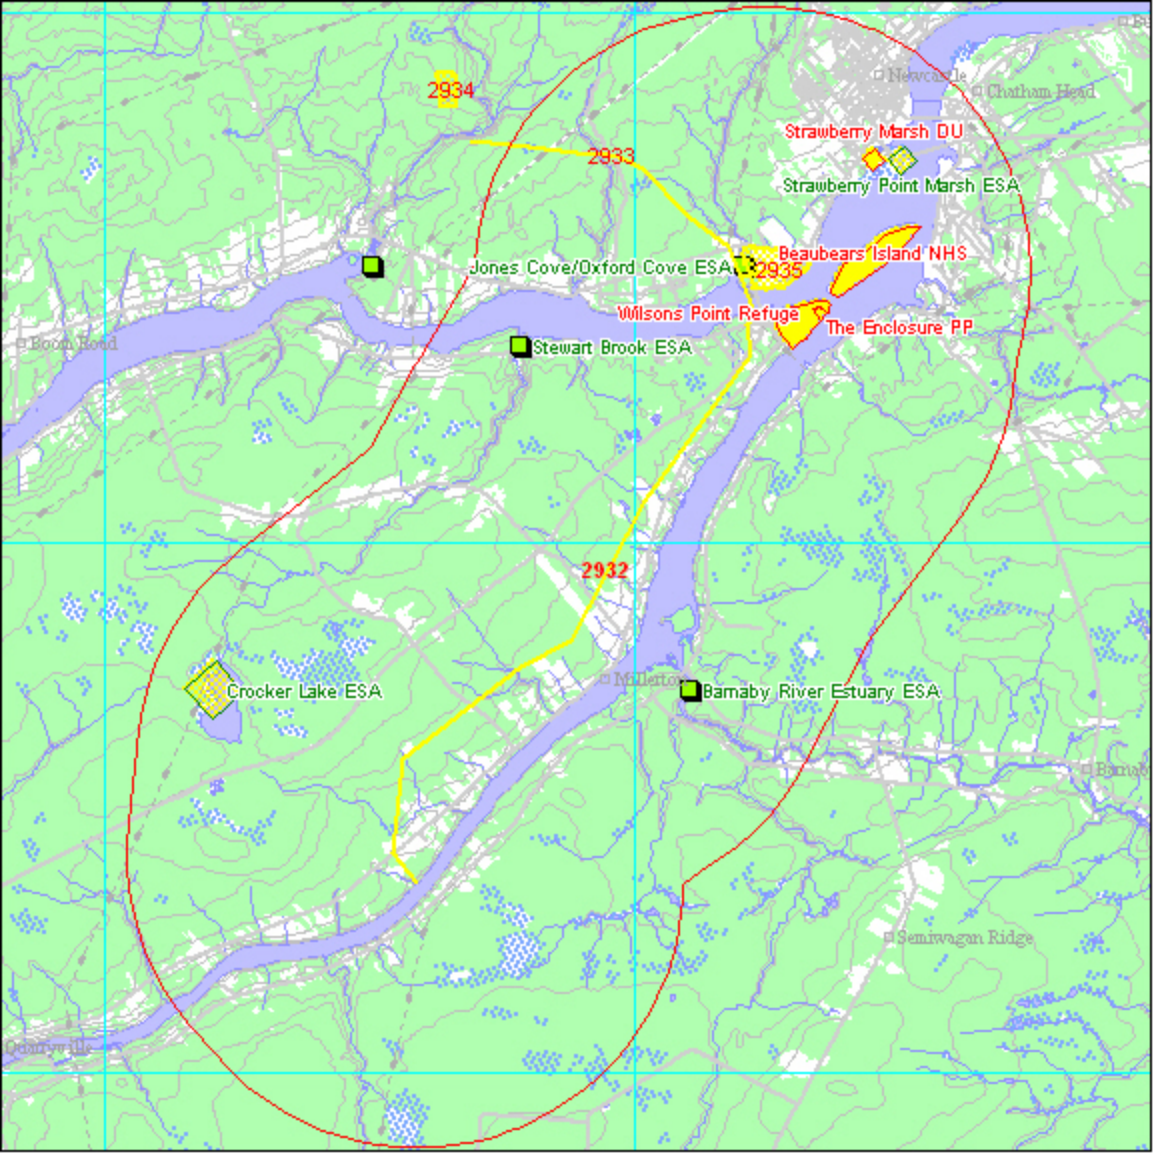 Newcastle
Chatham Head
2934
Strawberry Marsh DU
2933
Strawberry Point Marsh ESA
Beaubears Island NHS
Jones Cove/Oxford Cove ESA
2935
Wilsons Point Refuge
The Enclosure PP
Boom Road
Stewart Brook ESA
2932
Millerton
Crocker Lake ESA
Barnaby River Estuary ESA
Barnab
Semiwagan Ridge
Quarryville